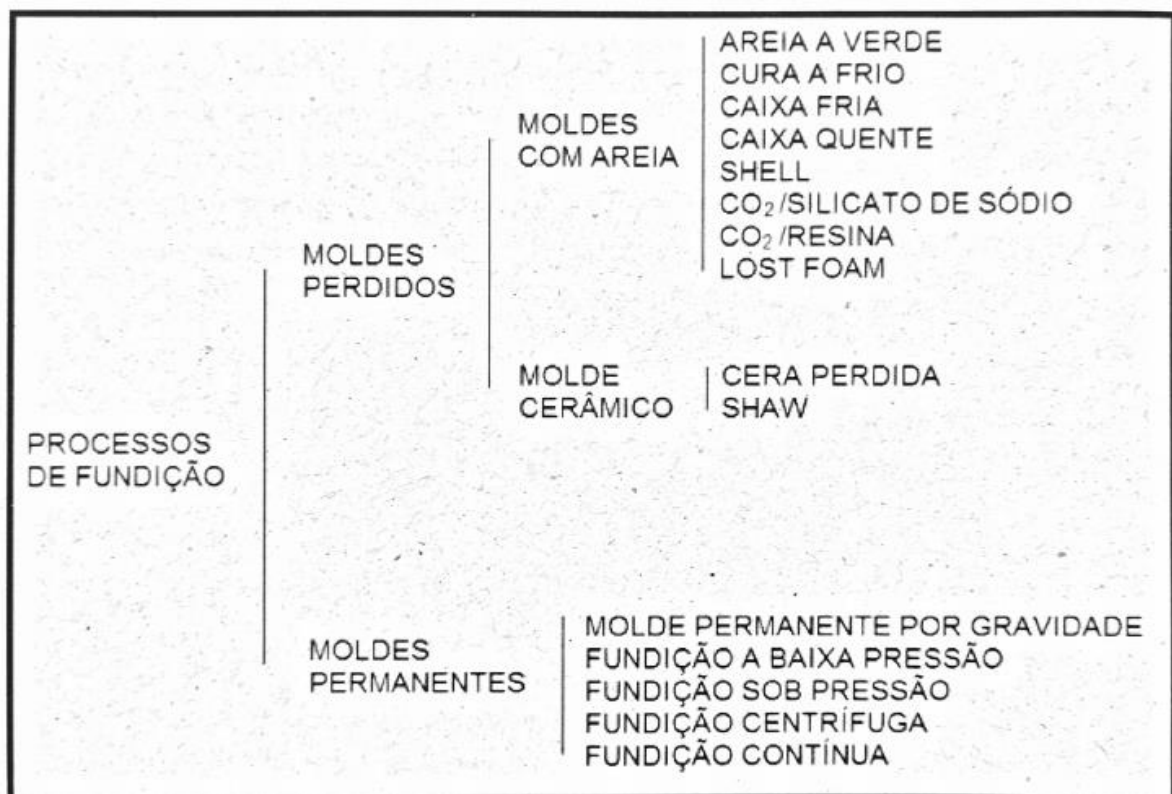 AREIA A VERDE
CURA A FRIO
CAIXA FRIA
CAIXA QUENTE
SHELL
CO₂/SILICATO DE SÓDIO
CO₂/RESINA
LOST FOAM
MOLDES
COM AREIA
MOLDES
PERDIDOS
MOLDE
CERÂMICO
CERA PERDIDA
SHAW
PROCESSOS
DE FUNDIÇÃO
MOLDES
PERMANENTES
MOLDE PERMANENTE POR GRAVIDADE
FUNDIÇÃO A BAIXA PRESSÃO
FUNDIÇÃO SOB PRESSÃO
FUNDIÇÃO CENTRÍFUGA
FUNDIÇÃO CONTÍNUA